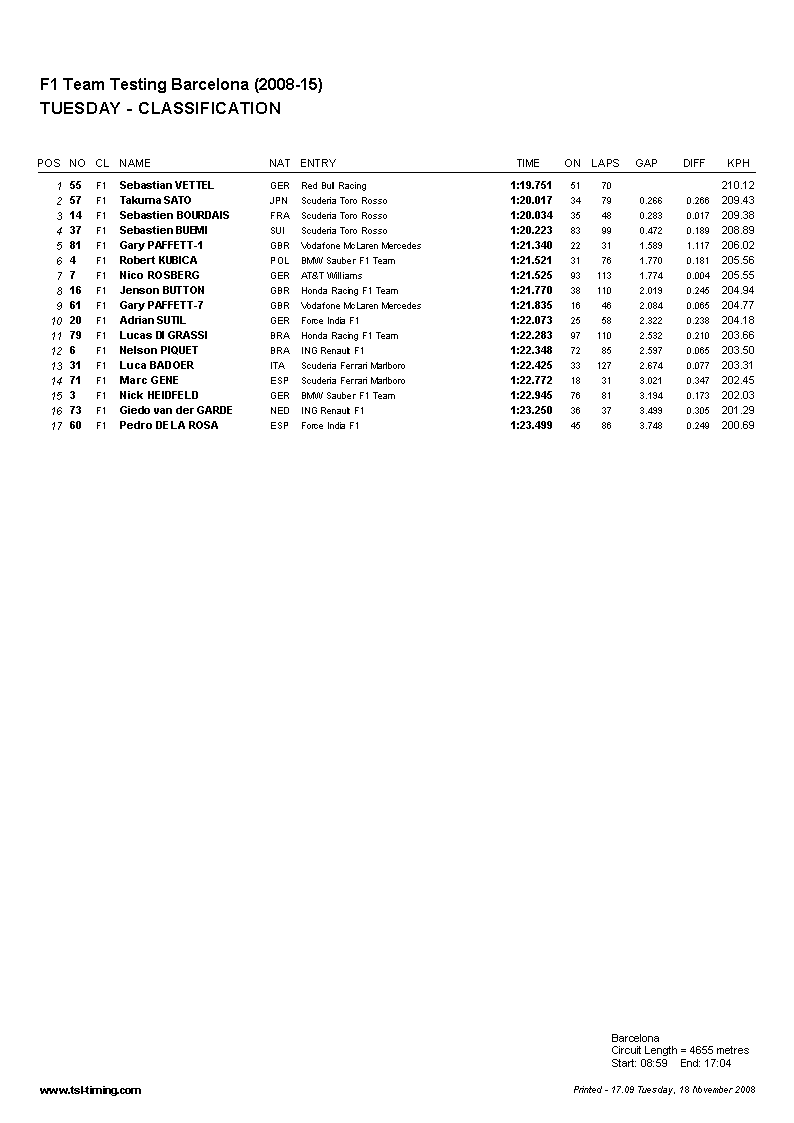 F1 Team Testing Barcelona (2008-15)
TUESDAY - CLASSIFICATION
POS NO CL NAME NAT ENTRY TIME ON LAPS GAP DIFF KPH
1 55 F1 Sebastian VETTEL GER Red Bull Racing 1:19.751 51 70 210.12
2 57 F1 Takuma SATO JPN Scuderia Toro Rosso 1:20.017 34 79 0.266 0.266 209.43
3 14 F1 Sebastien BOURDAIS FRA Scuderia Toro Rosso 1:20.034 35 48 0.283 0.017 209.38
4 37 F1 Sebastien BUEMI SUI Scuderia Toro Rosso 1:20.223 83 99 0.472 0.189 208.89
5 81 F1 Gary PAFFETT-1 GBR Vodafone McLaren Mercedes 1:21.340 22 31 1.589 1.117 206.02
6 4 F1 Robert KUBICA POL BMW Sauber F1 Team 1:21.521 31 76 1.770 0.181 205.56
7 7 F1 Nico ROSBERG GER AT&T Williams 1:21.525 93 113 1.774 0.004 205.55
8 16 F1 Jenson BUTTON GBR Honda Racing F1 Team 1:21.770 38 110 2.019 0.245 204.94
9 61 F1 Gary PAFFETT-7 GBR Vodafone McLaren Mercedes 1:21.835 16 46 2.084 0.065 204.77
10 20 F1 Adrian SUTIL GER Force India F1 1:22.073 25 58 2.322 0.238 204.18
11 79 F1 Lucas DI GRASSI BRA Honda Racing F1 Team 1:22.283 97 110 2.532 0.210 203.66
12 6 F1 Nelson PIQUET BRA ING Renault F1 1:22.348 72 85 2.597 0.065 203.50
13 31 F1 Luca BADOER ITA Scuderia Ferrari Marlboro 1:22.425 33 127 2.674 0.077 203.31
14 71 F1 Marc GENE ESP Scuderia Ferrari Marlboro 1:22.772 18 31 3.021 0.347 202.45
15 3 F1 Nick HEIDFELD GER BMW Sauber F1 Team 1:22.945 76 81 3.194 0.173 202.03
16 73 F1 Giedo van der GARDE NED ING Renault F1 1:23.250 36 37 3.499 0.305 201.29
17 60 F1 Pedro DE LA ROSA ESP Force India F1 1:23.499 45 86 3.748 0.249 200.69
Barcelona
Circuit Length = 4655 metres
Start: 08:59 End: 17:04
www.tsl-timing.com Printed - 17.09 Tuesday, 18 November 2008